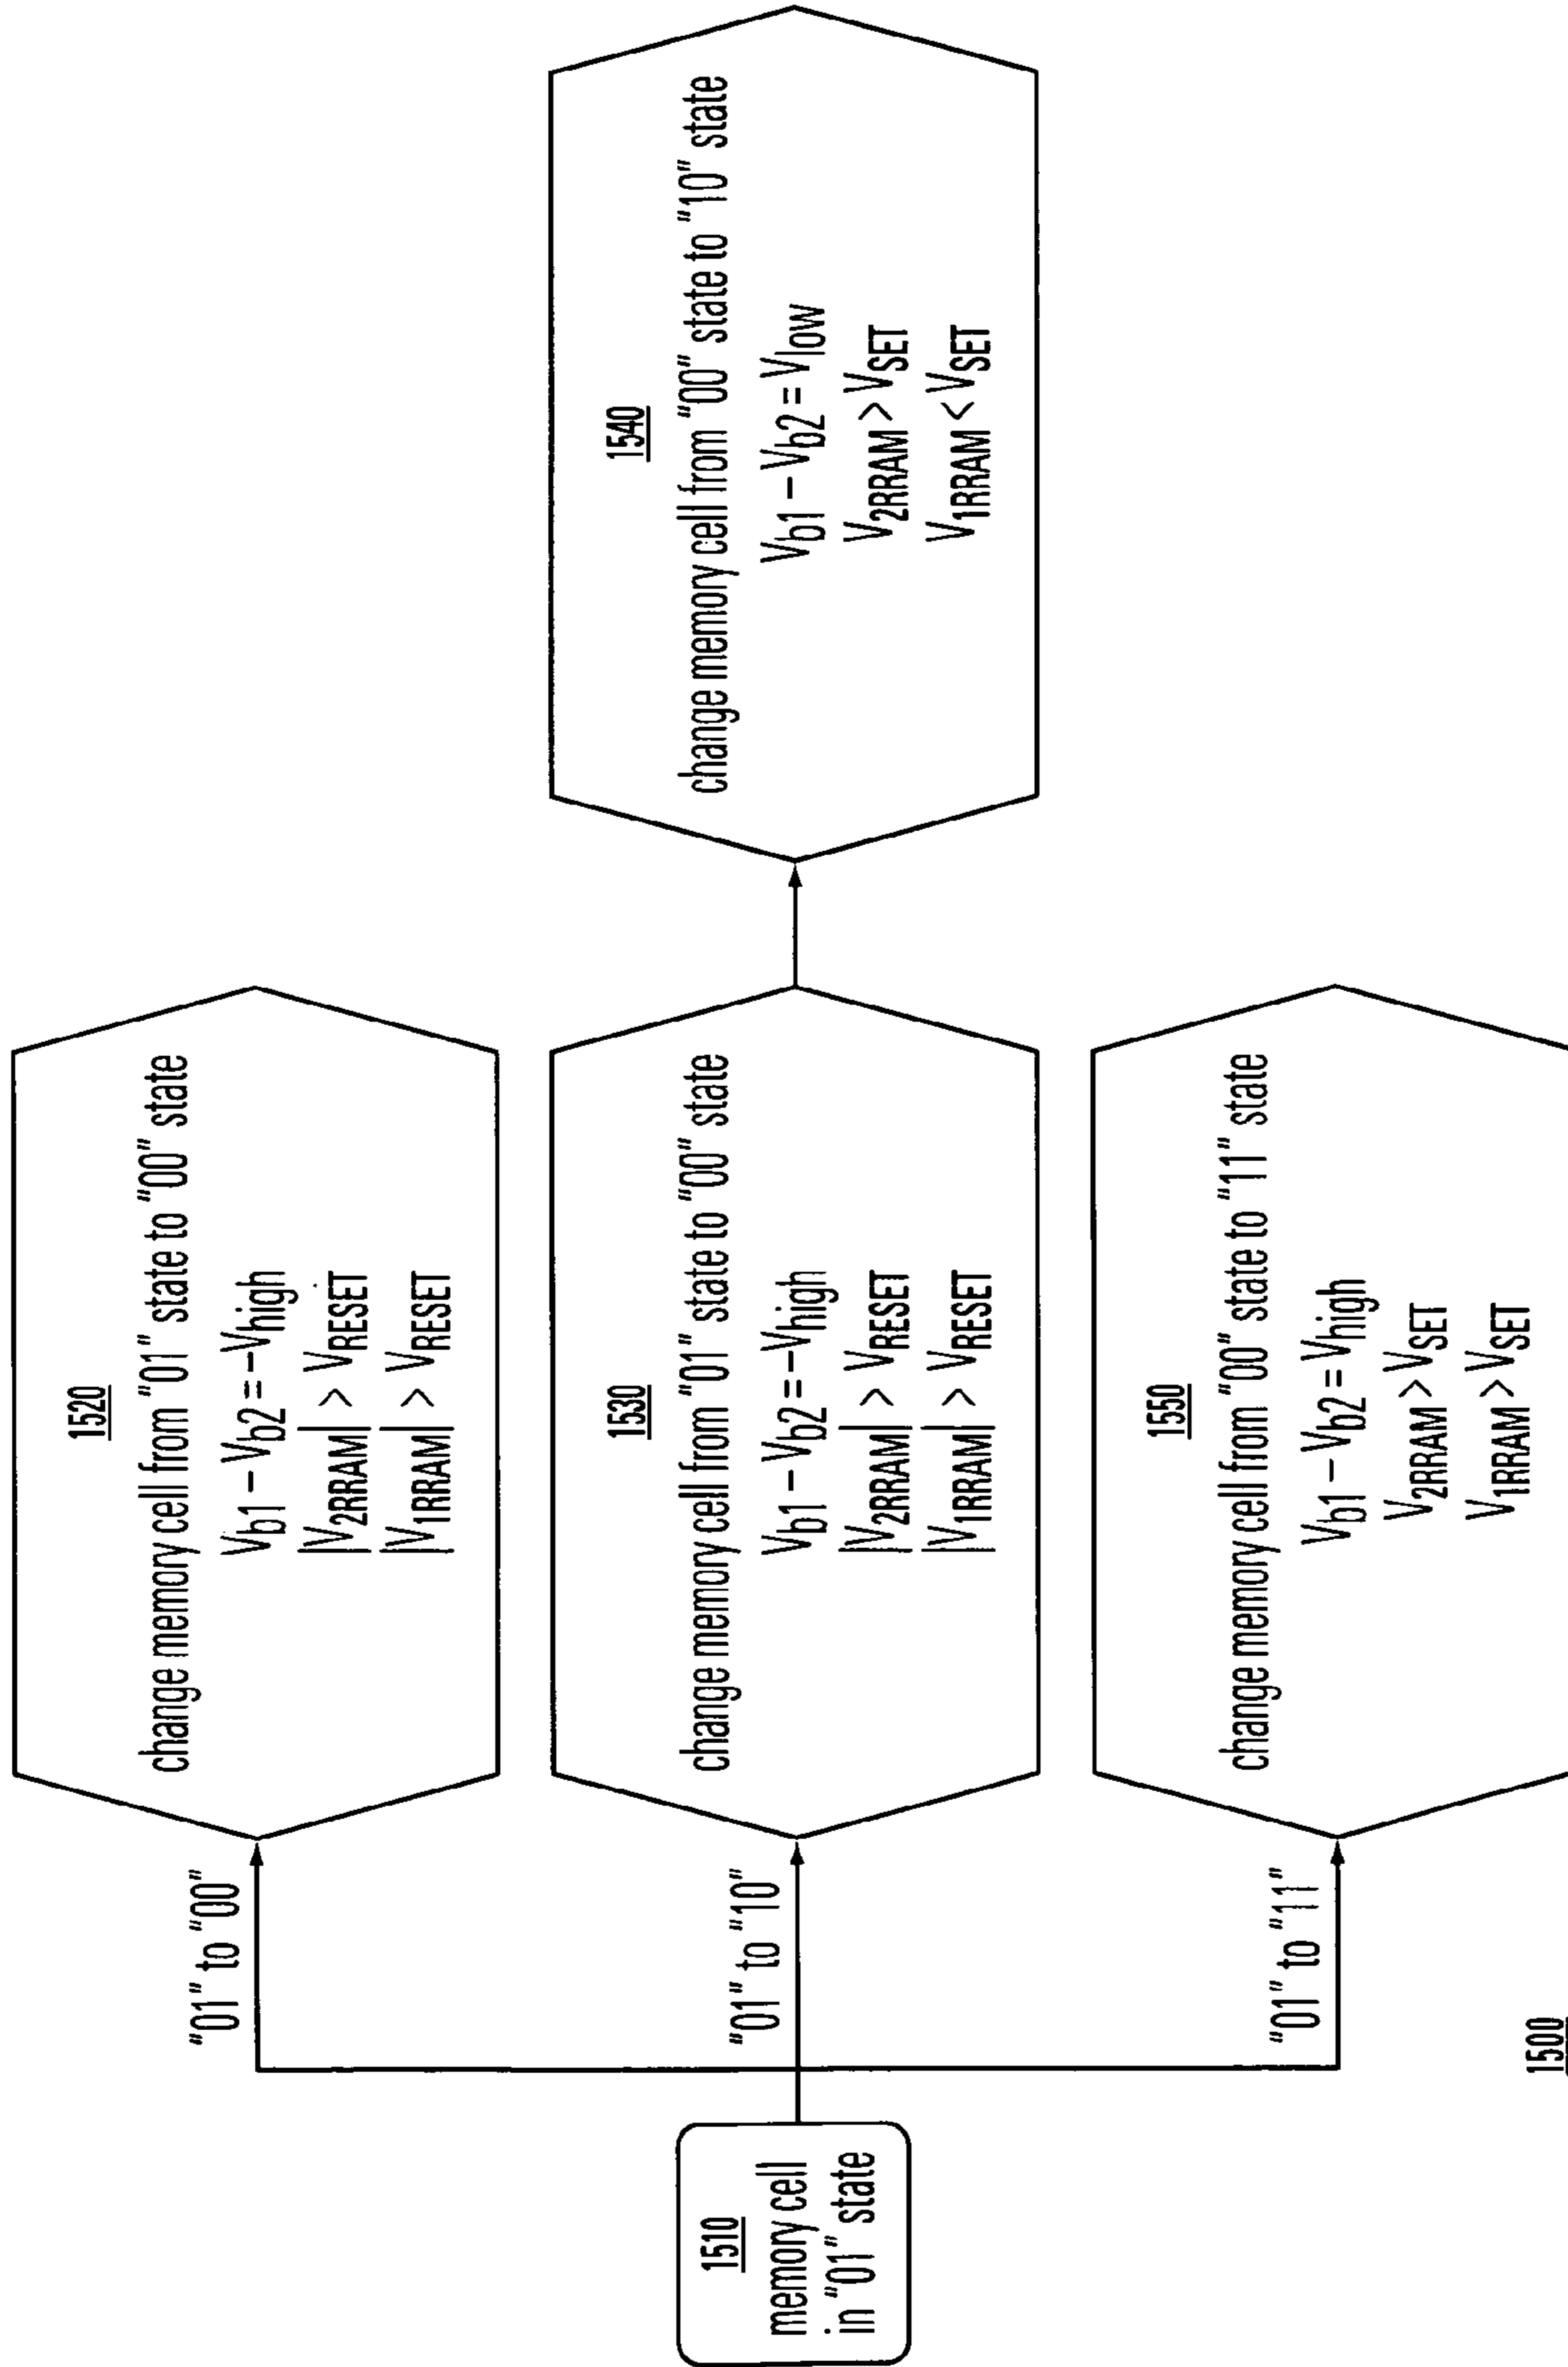 1510
memory cell
in "01" state
"01" to "00"
1520
change memory cell from "01" state to "00" state
Vb1 – Vb2 = –Vhigh
|V2RRAM| > VRESET
|V1RRAM| > VRESET
"01" to "10"
1530
change memory cell from "01" state to "00" state
Vb1 – Vb2 = –Vhigh
|V2RRAM| > VRESET
|V1RRAM| > VRESET
1540
change memory cell from "00" state to "10" state
Vb1 – Vb2 = Vlow
V2RRAM > VSET
V1RRAM < VSET
"01" to "11"
1550
change memory cell from "00" state to "11" state
Vb1 – Vb2 = Vhigh
V2RRAM > VSET
V1RRAM > VSET
1500